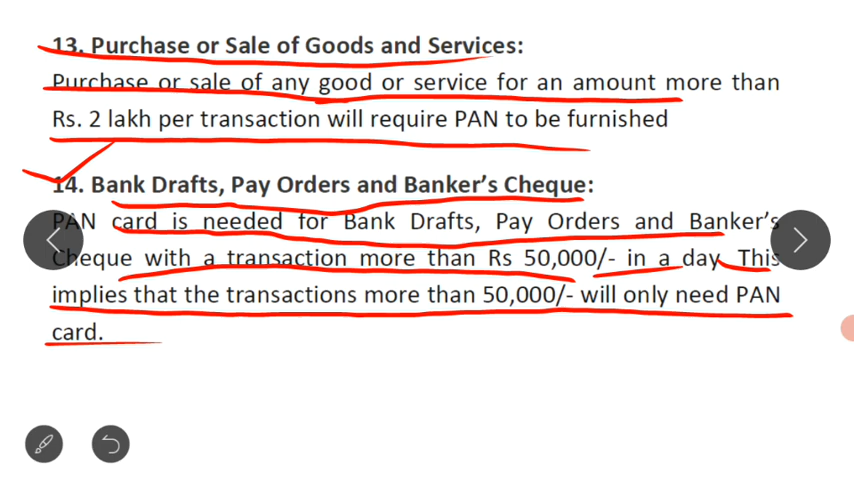 13. Purchase or Sale of Goods and Services:
Purchase or sale of any good or service for an amount more than
Rs. 2 lakh per transaction will require PAN to be furnished
14. Bank Drafts, Pay Orders and Banker's Cheque:
PAN card is needed for Bank Drafts, Pay Orders and Banker's
Cheque with a transaction more than Rs 50,000/- in a day. This
implies that the transactions more than 50,000/- will only need PAN
card.